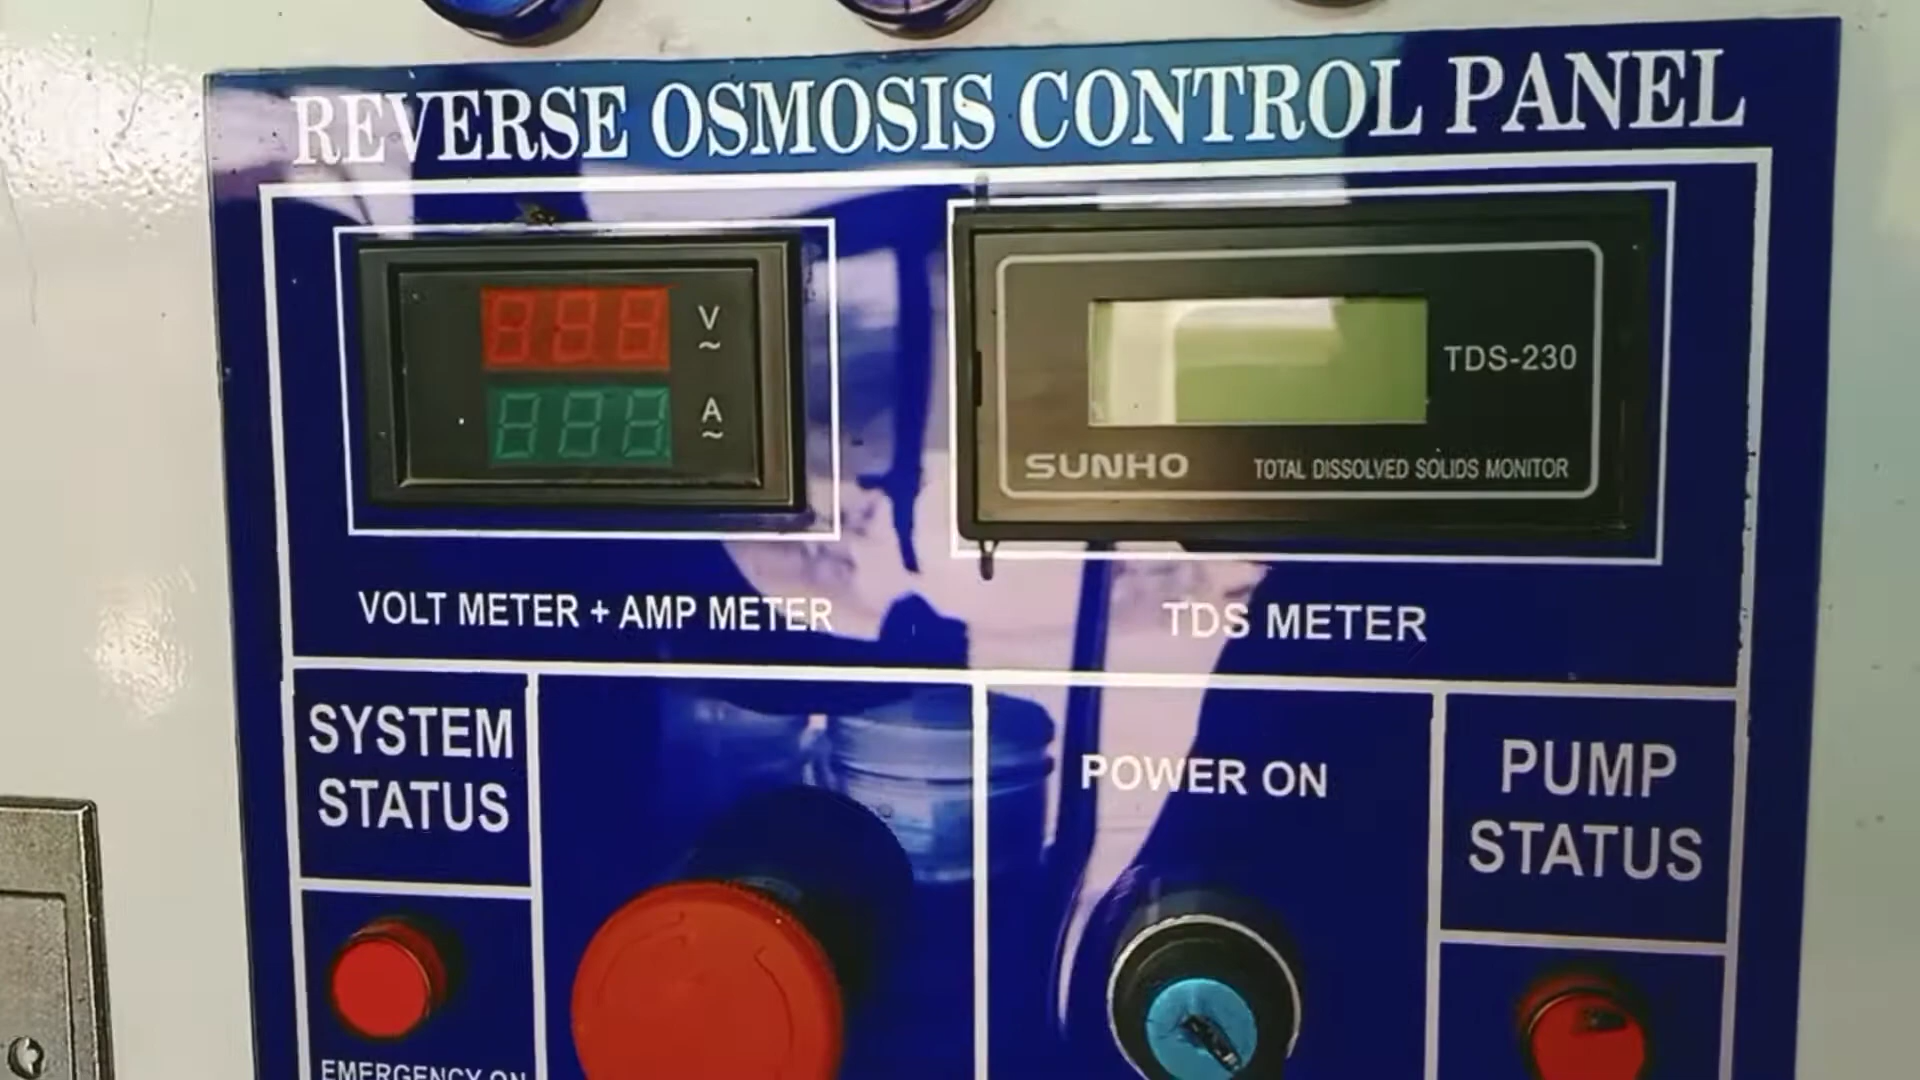 REVERSE OSMOSIS CONTROL PANEL
V
~
A
~
TDS-230
SUNHO
TOTAL DISSOLVED SOLIDS MONITOR
VOLT METER + AMP METER
TDS METER
SYSTEM
STATUS
POWER ON
PUMP
STATUS
EMERGENCY ON